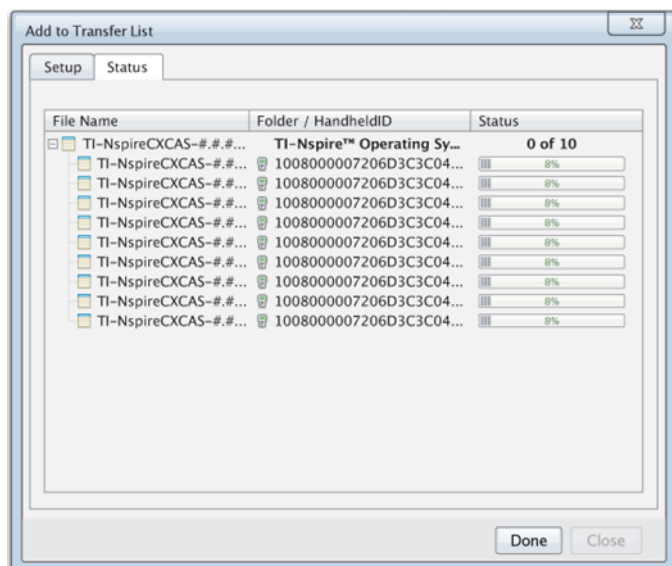 Add to Transfer List
Setup Status
File Name Folder / HandheldID Status
TI-NspireCXCAS-#.#.#... TI-Nspire™ Operating Sy... 0 of 10
TI-NspireCXCAS-#.#... 1008000007206D3C3C04... 8%
TI-NspireCXCAS-#.#... 1008000007206D3C3C04... 8%
TI-NspireCXCAS-#.#... 1008000007206D3C3C04... 8%
TI-NspireCXCAS-#.#... 1008000007206D3C3C04... 8%
TI-NspireCXCAS-#.#... 1008000007206D3C3C04... 8%
TI-NspireCXCAS-#.#... 1008000007206D3C3C04... 8%
TI-NspireCXCAS-#.#... 1008000007206D3C3C04... 8%
TI-NspireCXCAS-#.#... 1008000007206D3C3C04... 8%
TI-NspireCXCAS-#.#... 1008000007206D3C3C04... 8%
Done Close